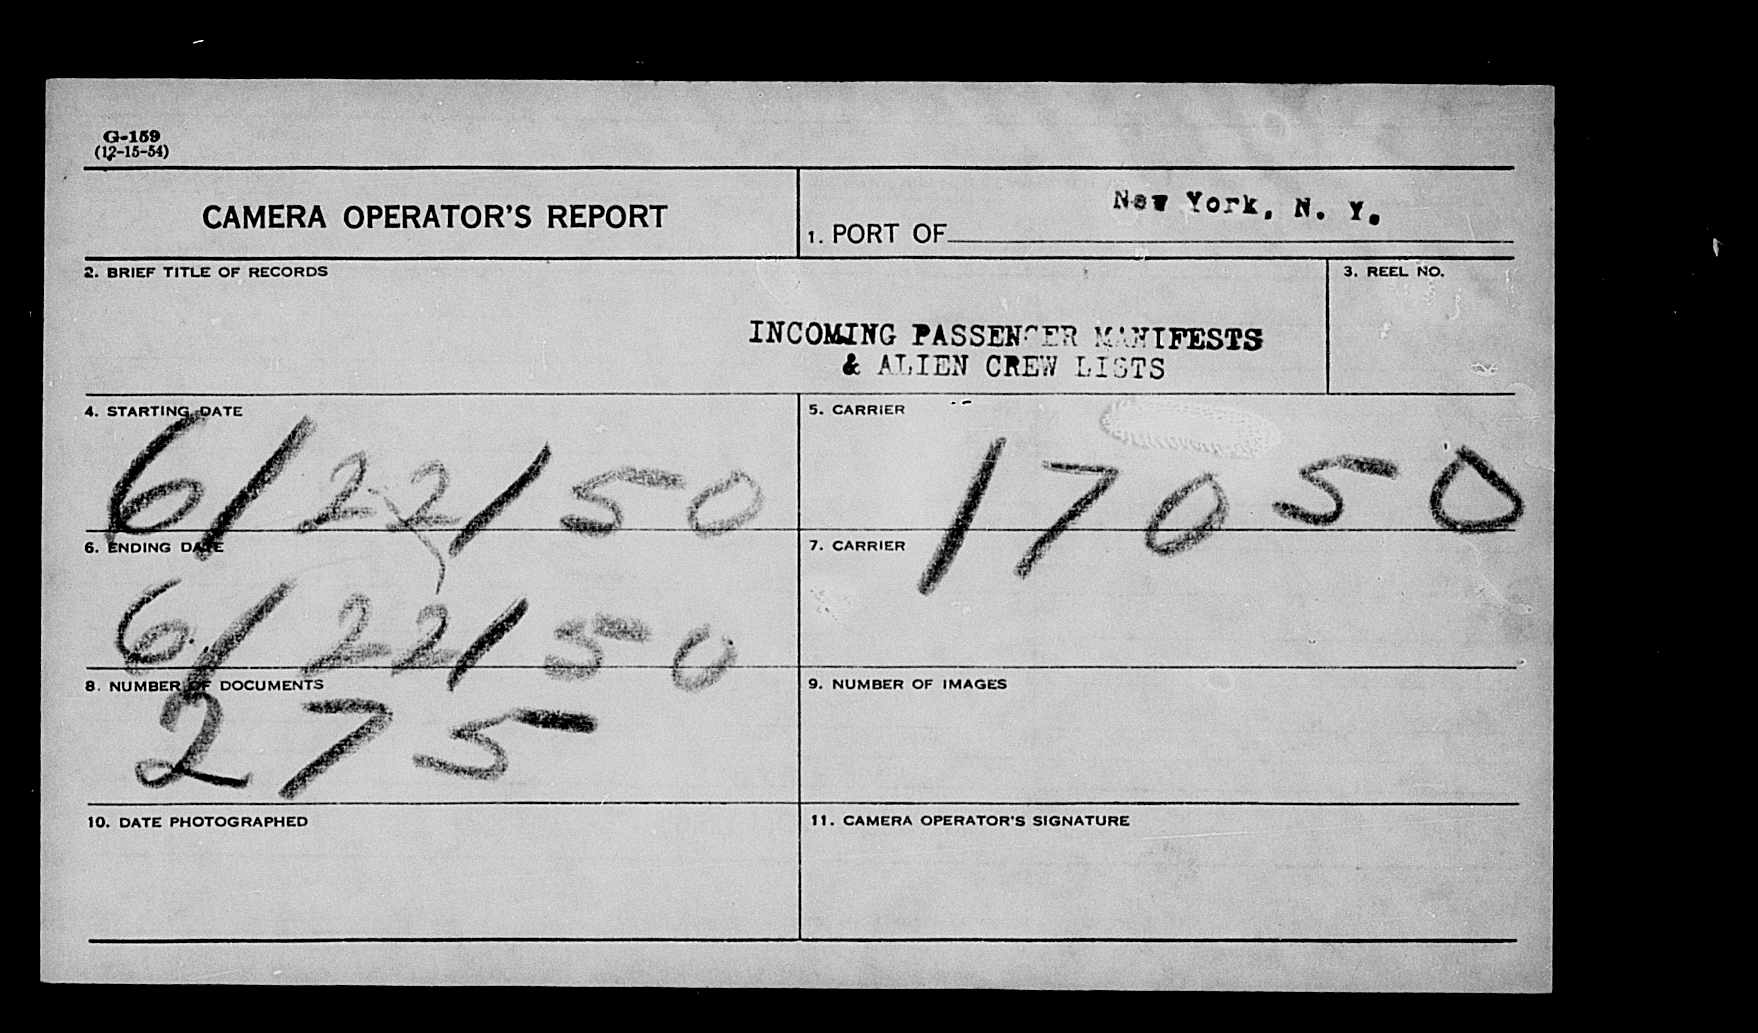 G-159
(12-15-54)
CAMERA OPERATOR'S REPORT
1. PORT OF New York, N. Y.
2. BRIEF TITLE OF RECORDS
3. REEL NO.
INCOMING PASSENGER MANIFESTS
& ALIEN CREW LISTS
4. STARTING DATE
5. CARRIER
6/22/50
17050
6. ENDING DATE
7. CARRIER
6/22/50
8. NUMBER OF DOCUMENTS
9. NUMBER OF IMAGES
275
10. DATE PHOTOGRAPHED
11. CAMERA OPERATOR'S SIGNATURE